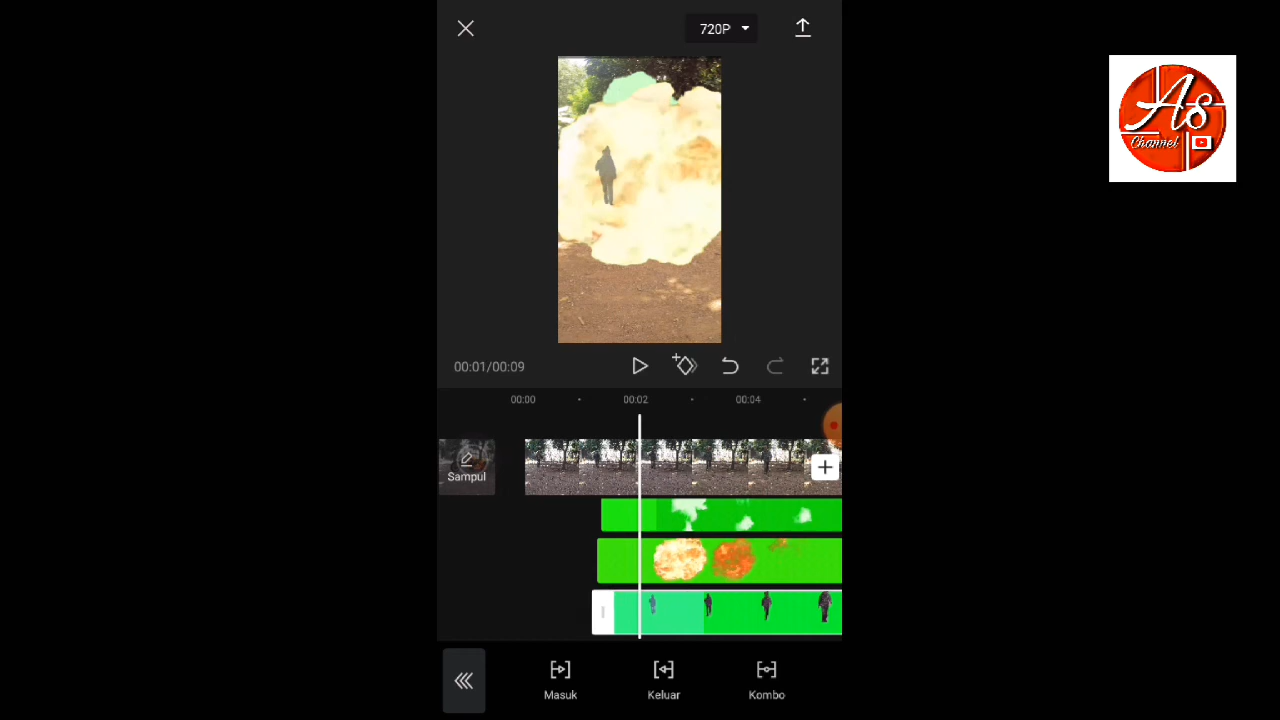 720P
As
Channel
00:01/00:09
00:00
00:02
00:04
Sampul
Masuk
Keluar
Kombo